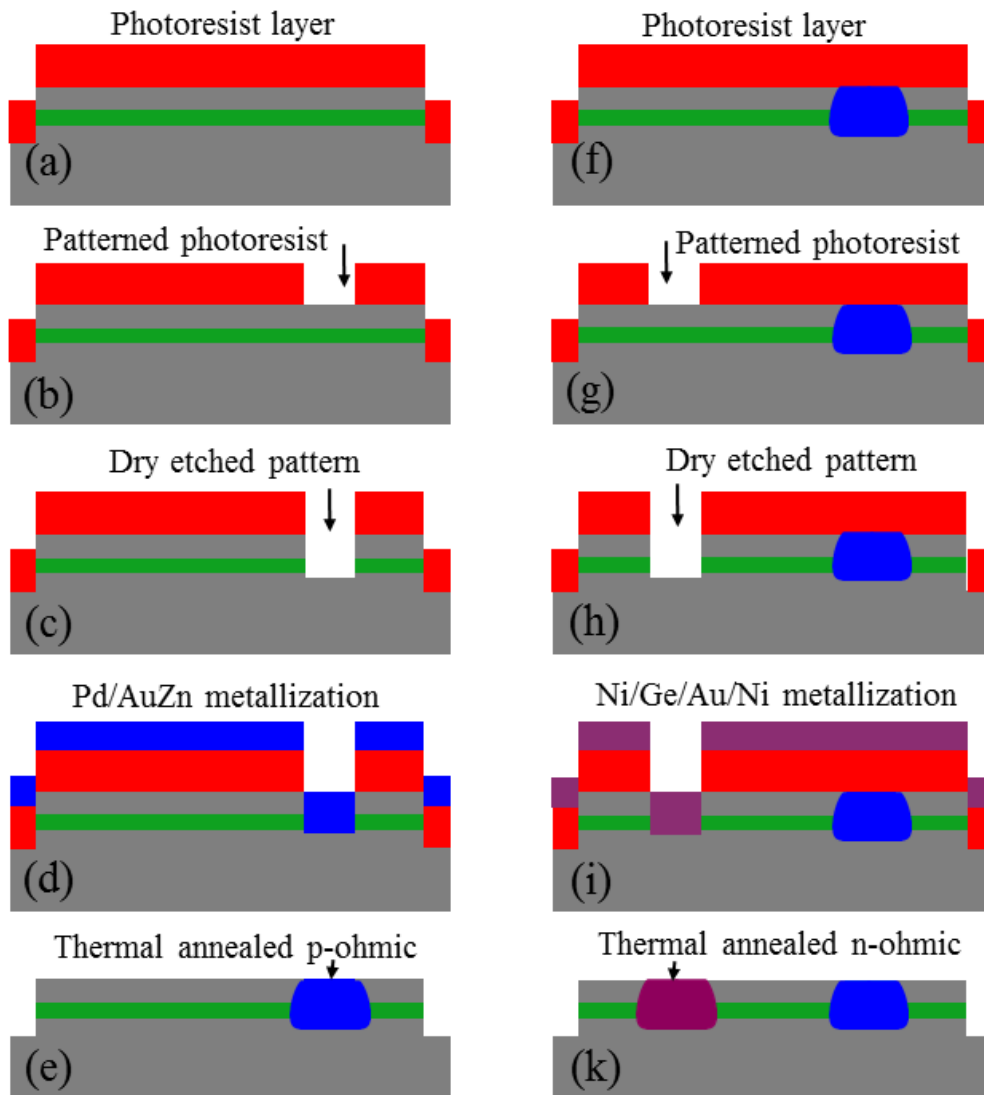 Photoresist layer
(a)
Patterned photoresist
(b)
Dry etched pattern
(c)
Pd/AuZn metallization
(d)
Thermal annealed p-ohmic
(e)
Photoresist layer
(f)
Patterned photoresist
(g)
Dry etched pattern
(h)
Ni/Ge/Au/Ni metallization
(i)
Thermal annealed n-ohmic
(k)